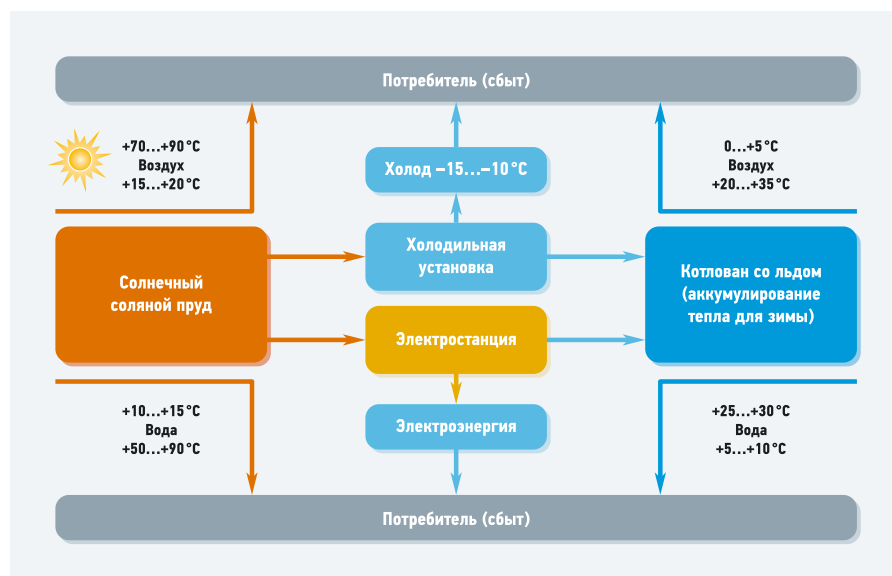 Потребитель (сбыт)
+70…+90 °C
Воздух
+15…+20 °C
Холод –15…–10 °C
0…+5 °C
Воздух
+20…+35 °C
Солнечный
соляной пруд
Холодильная
установка
Котлован со льдом
(аккумулирование
тепла для зимы)
Электростанция
+10…+15 °C
Вода
+50…+90 °C
Электроэнергия
+25…+30 °C
Вода
+5…+10 °C
Потребитель (сбыт)